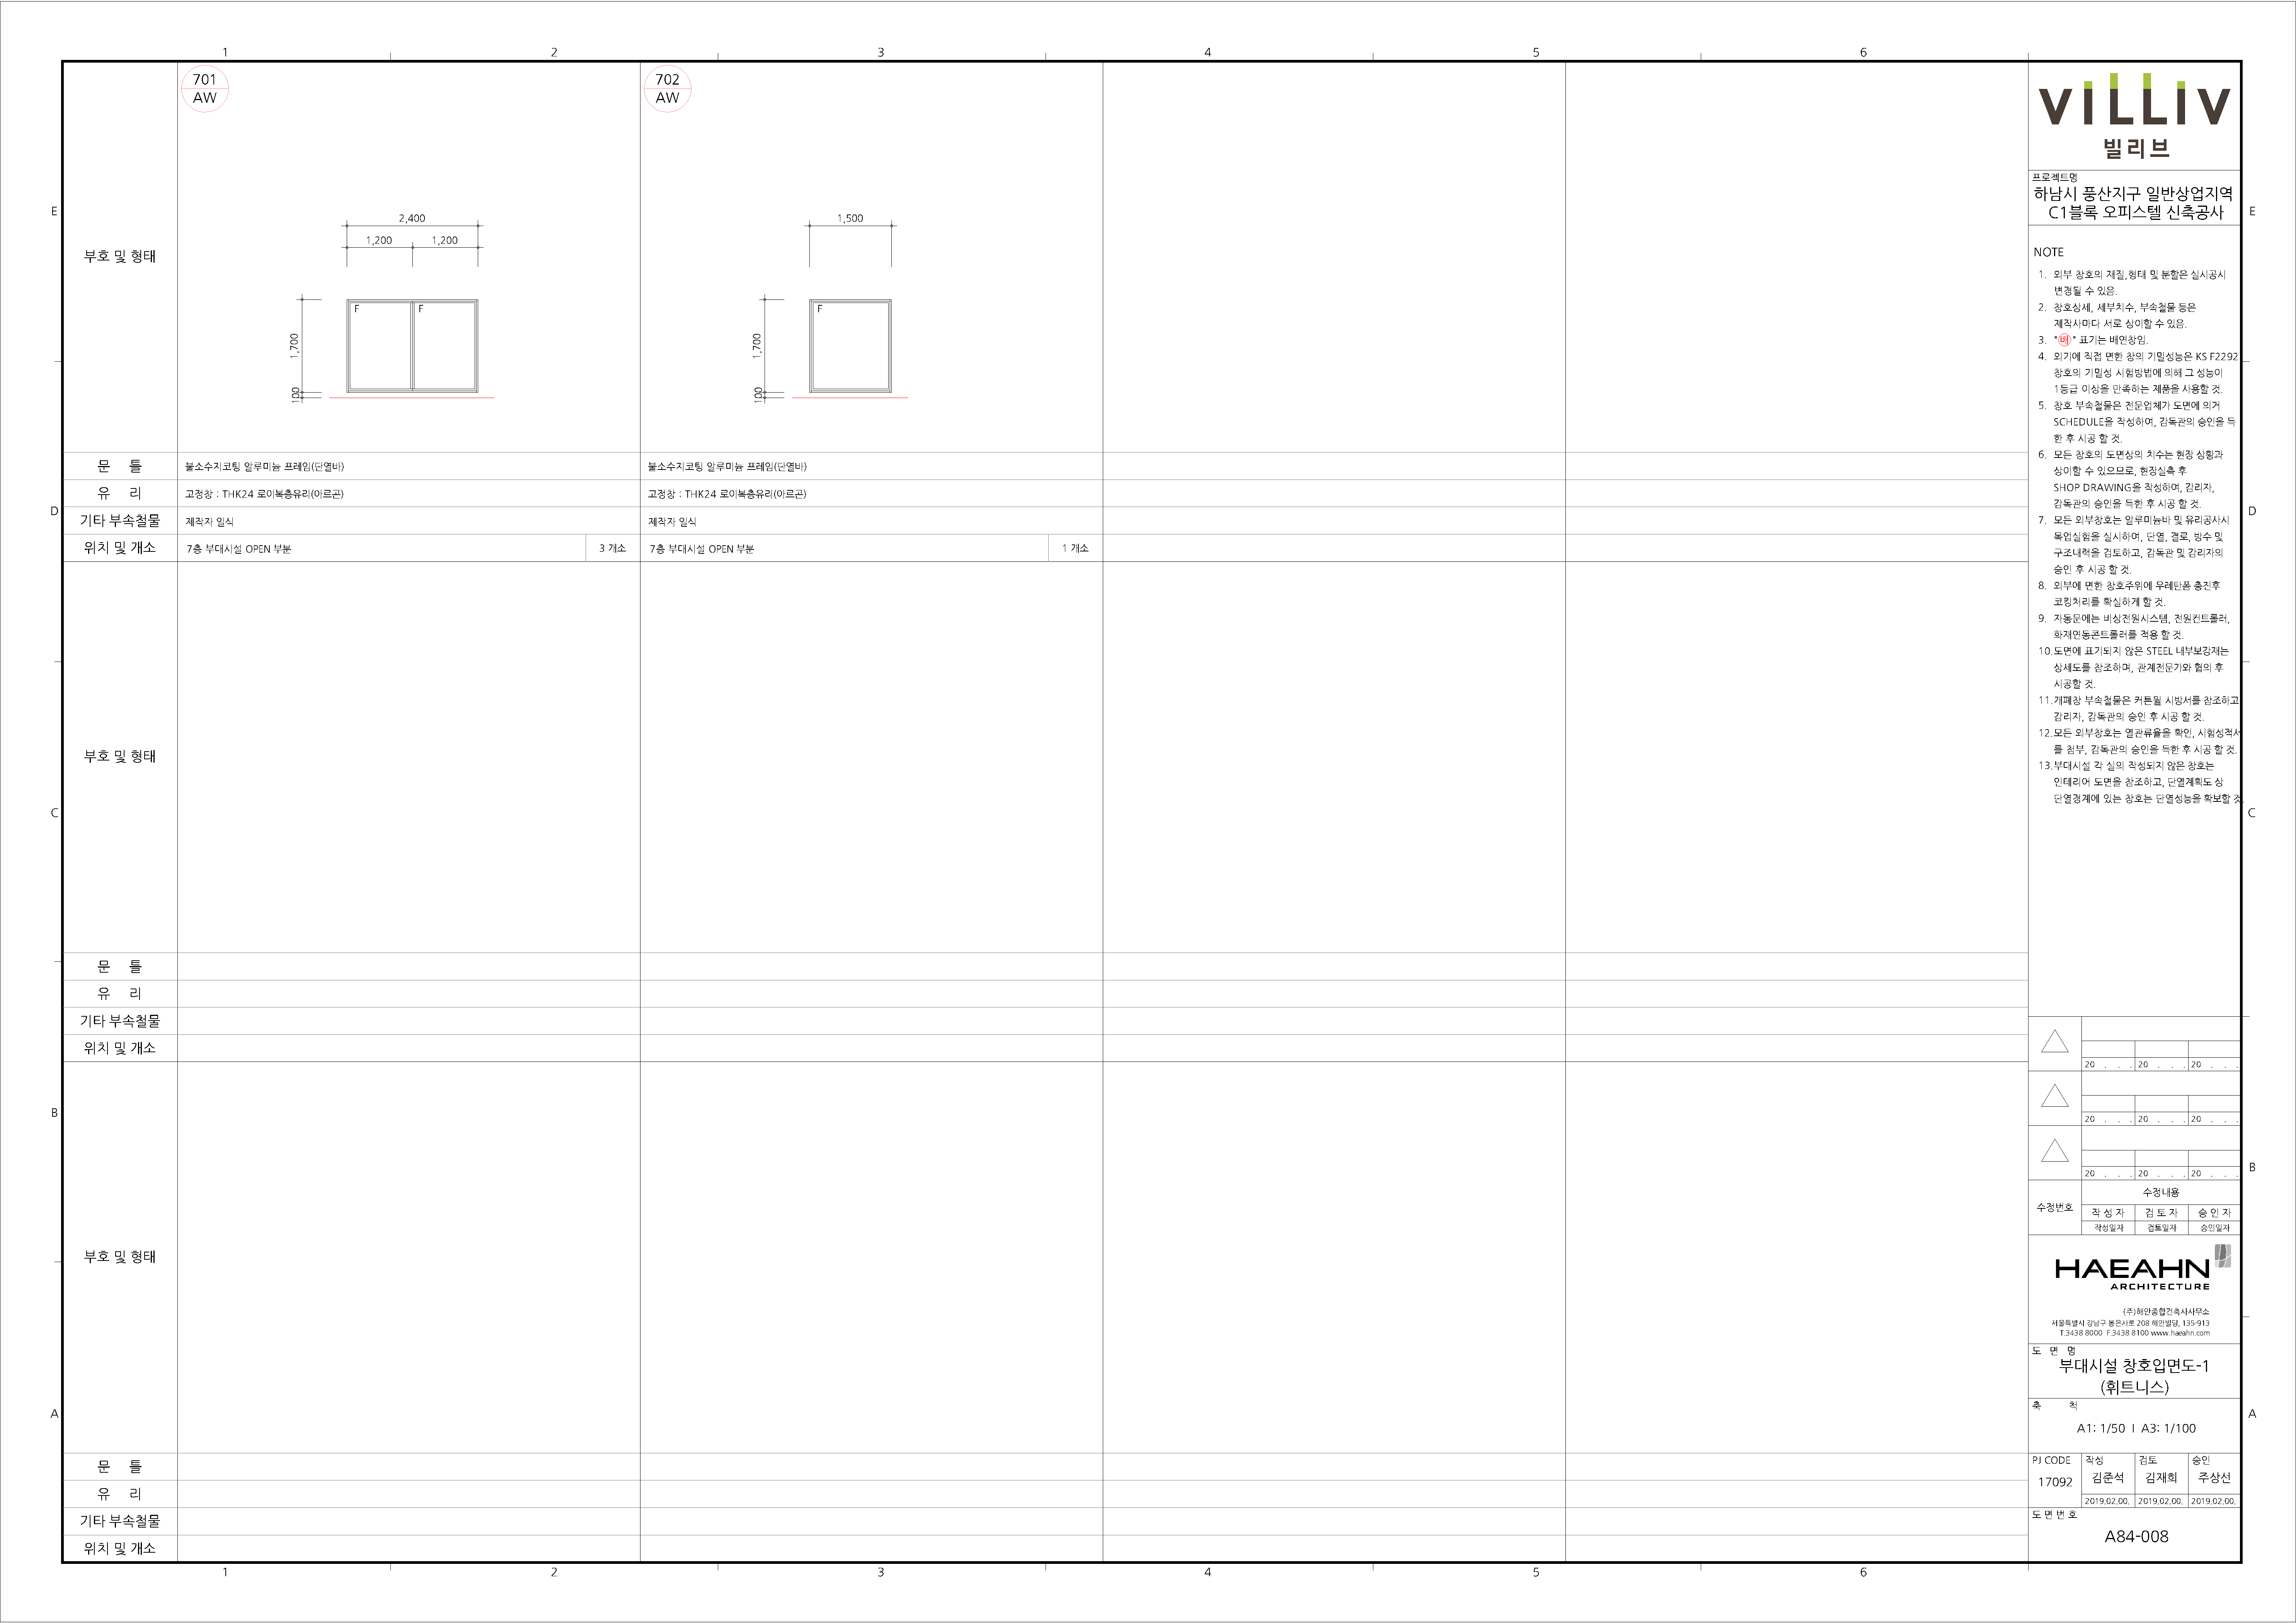 1 2 3 4 5 6
701
AW
702
AW
부호 및 형태
2,400
1,200 1,200
1,700
100
F F
1,500
1,700
100
F
문 틀
불소수지코팅 알루미늄 프레임(단열바)
불소수지코팅 알루미늄 프레임(단열바)
유 리
고정창 : THK24 로이복층유리(아르곤)
고정창 : THK24 로이복층유리(아르곤)
기타 부속철물
제작자 일식
제작자 일식
위치 및 개소
7층 부대시설 OPEN 부분
3 개소
7층 부대시설 OPEN 부분
1 개소
부호 및 형태
문 틀
유 리
기타 부속철물
위치 및 개소
부호 및 형태
문 틀
유 리
기타 부속철물
위치 및 개소
E
D
C
B
A
VILLIV
빌리브
프로젝트명
하남시 풍산지구 일반상업지역
C1블록 오피스텔 신축공사
NOTE
1. 외부 창호의 재질,형태 및 분할은 실시공시
변경될 수 있음.
2. 창호상세, 세부치수, 부속철물 등은
제작사마다 서로 상이할 수 있음.
3. "배" 표기는 배연창임.
4. 외기에 직접 면한 창의 기밀성능은 KS F2292
창호의 기밀성 시험방법에 의해 그 성능이
1등급 이상을 만족하는 제품을 사용할 것.
5. 창호 부속철물은 전문업체가 도면에 의거
SCHEDULE을 작성하여, 감독관의 승인을 득
한 후 시공 할 것.
6. 모든 창호의 도면상의 치수는 현장 상황과
상이할 수 있으므로, 현장실측 후
SHOP DRAWING을 작성하여, 감리자,
감독관의 승인을 득한 후 시공 할 것.
7. 모든 외부창호는 알루미늄바 및 유리공사시
목업실험을 실시하여, 단열, 결로, 방수 및
구조내력을 검토하고, 감독관 및 감리자의
승인 후 시공 할 것.
8. 외부에 면한 창호주위에 우레탄폼 충진후
코킹처리를 확실하게 할 것.
9. 자동문에는 비상전원시스템, 전원컨트롤러,
화재연동콘트롤러를 적용 할 것.
10.도면에 표기되지 않은 STEEL 내부보강재는
상세도를 참조하며, 관계전문가와 협의 후
시공할 것.
11.개폐창 부속철물은 커튼월 시방서를 참조하고
감리자, 감독관의 승인 후 시공 할 것.
12.모든 외부창호는 열관류율을 확인, 시험성적서
를 첨부, 감독관의 승인을 득한 후 시공 할 것.
13.부대시설 각 실의 작성되지 않은 창호는
인테리어 도면을 참조하고, 단열계획도 상
단열경계에 있는 창호는 단열성능을 확보할 것.
20 . . . 20 . . . 20 . . .
20 . . . 20 . . . 20 . . .
20 . . . 20 . . . 20 . . .
수정번호
수정내용
작 성 자 검 토 자 승 인 자
작성일자 검토일자 승인일자
HAEAHN
ARCHITECTURE
(주)해안종합건축사사무소
서울특별시 강남구 봉은사로 208 해안빌딩, 135-913
T.3438 8000 F.3438 8100 www.haeahn.com
도 면 명
부대시설 창호입면도-1
(휘트니스)
축 척
A1: 1/50 I A3: 1/100
PJ CODE 작성 검토 승인
17092 김준석 김재희 주상선
2019.02.00. 2019.02.00. 2019.02.00.
도 면 번 호
A84-008
E
D
C
B
A
1 2 3 4 5 6